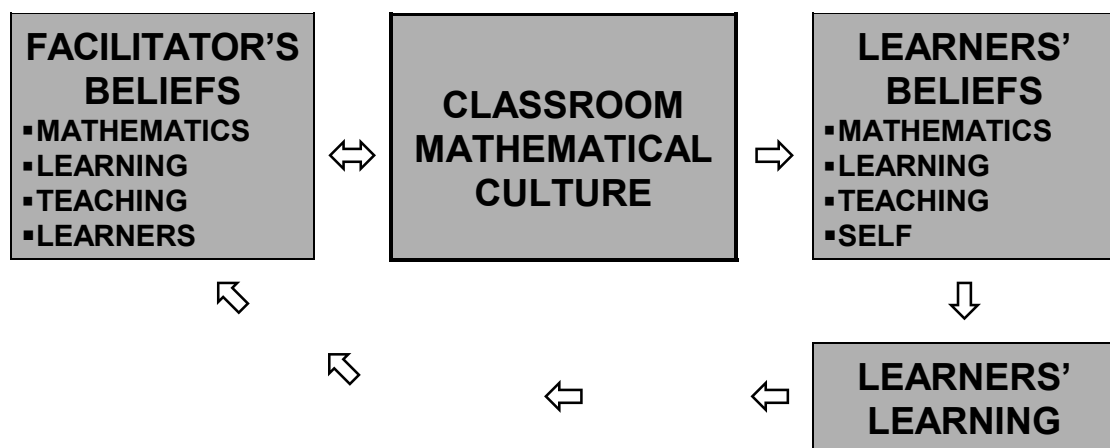 FACILITATOR’S
BELIEFS
▪MATHEMATICS
▪LEARNING
▪TEACHING
▪LEARNERS
CLASSROOM
MATHEMATICAL
CULTURE
LEARNERS’
BELIEFS
▪MATHEMATICS
▪LEARNING
▪TEACHING
▪SELF
LEARNERS’
LEARNING